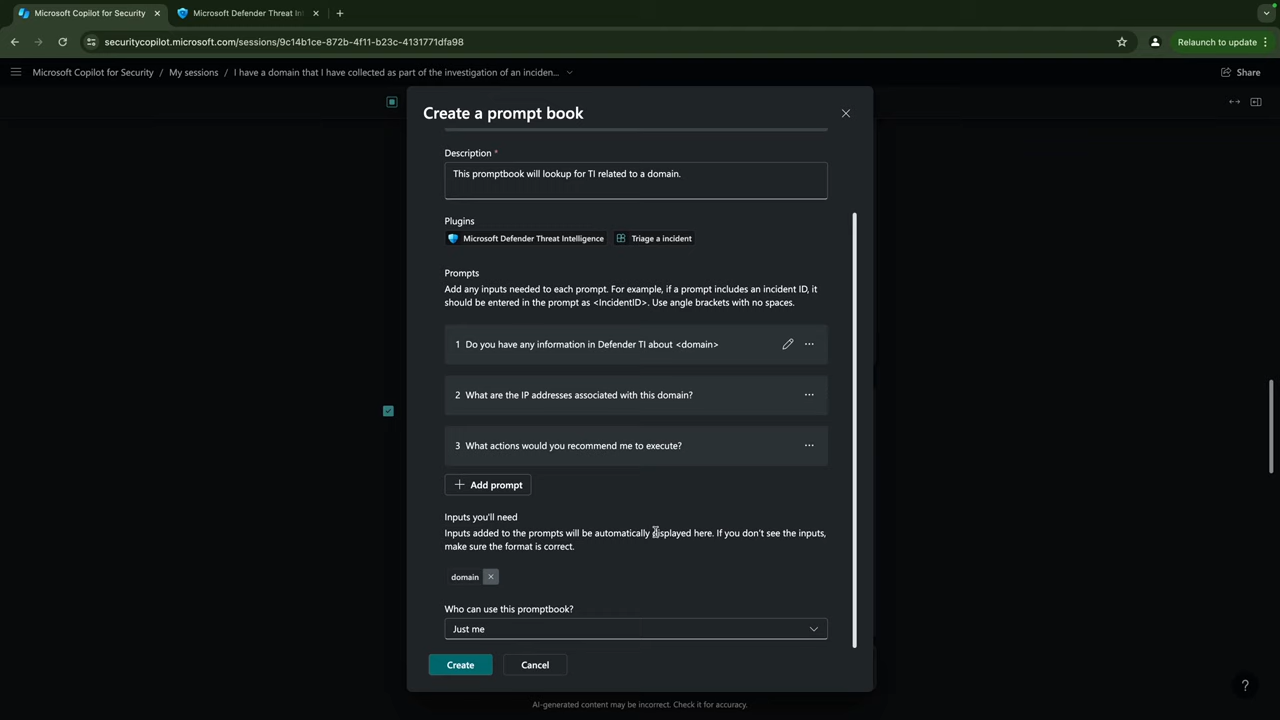 Microsoft Copilot for Security
Microsoft Defender Threat In
securitycopilot.microsoft.com/sessions/9c14b1ce-872b-4f11-b23c-4131771dfa98
Relaunch to update
Microsoft Copilot for Security / My sessions / I have a domain that I have collected as part of the investigation of an inciden...
Share
Create a prompt book
Description *
This promptbook will lookup for TI related to a domain.
Plugins
Microsoft Defender Threat Intelligence
Triage a incident
Prompts
Add any inputs needed to each prompt. For example, if a prompt includes an incident ID, it
should be entered in the prompt as <IncidentID>. Use angle brackets with no spaces.
1 Do you have any information in Defender TI about <domain>
2 What are the IP addresses associated with this domain?
3 What actions would you recommend me to execute?
Add prompt
Inputs you'll need
Inputs added to the prompts will be automatically displayed here. If you don't see the inputs,
make sure the format is correct.
domain
Who can use this promptbook?
Just me
Create
Cancel
AI-generated content may be incorrect. Check it for accuracy.